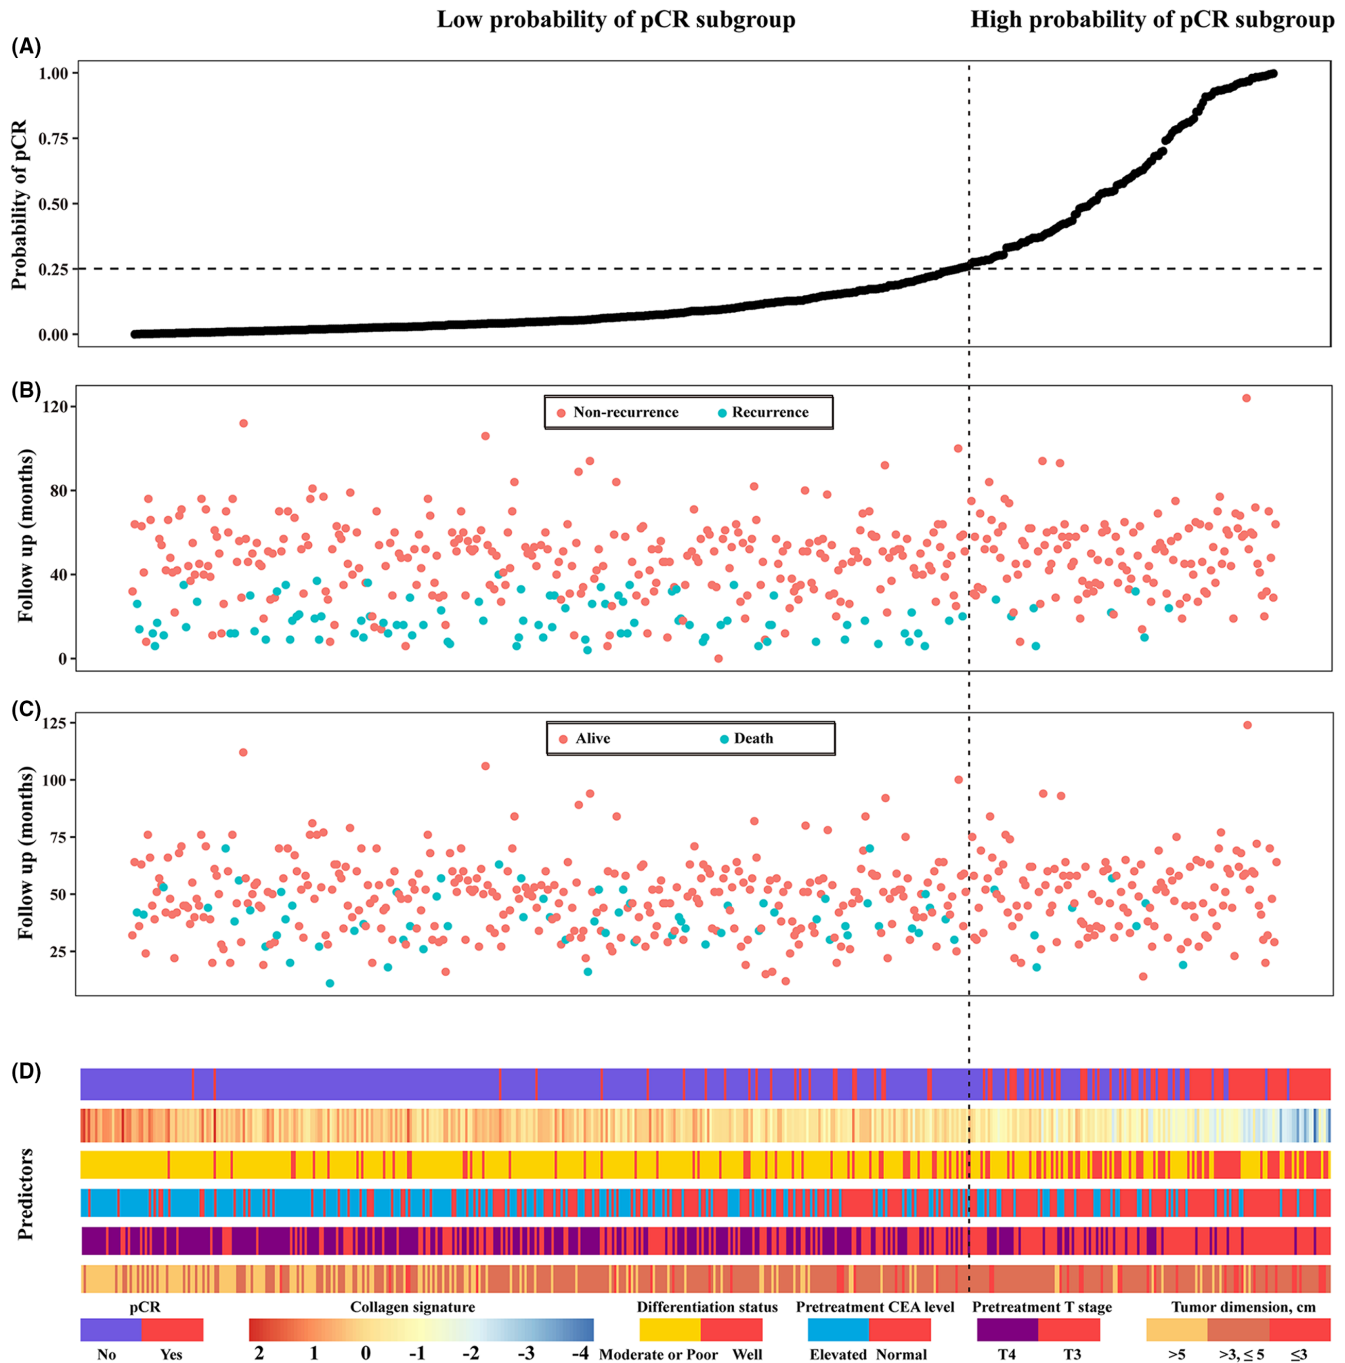 Low probability of pCR subgroup
High probability of pCR subgroup
(A)
Probability of pCR
1.00
0.75
0.50
0.25
0.00
(B)
Follow up (months)
120
80
40
0
Non-recurrence
Recurrence
(C)
Follow up (months)
125
100
75
50
25
Alive
Death
(D)
Predictors
pCR
No Yes
Collagen signature
2 1 0 -1 -2 -3 -4
Differentiation status
Moderate or Poor Well
Pretreatment CEA level
Elevated Normal
Pretreatment T stage
T4 T3
Tumor dimension, cm
>5 >3, ≤ 5 ≤3